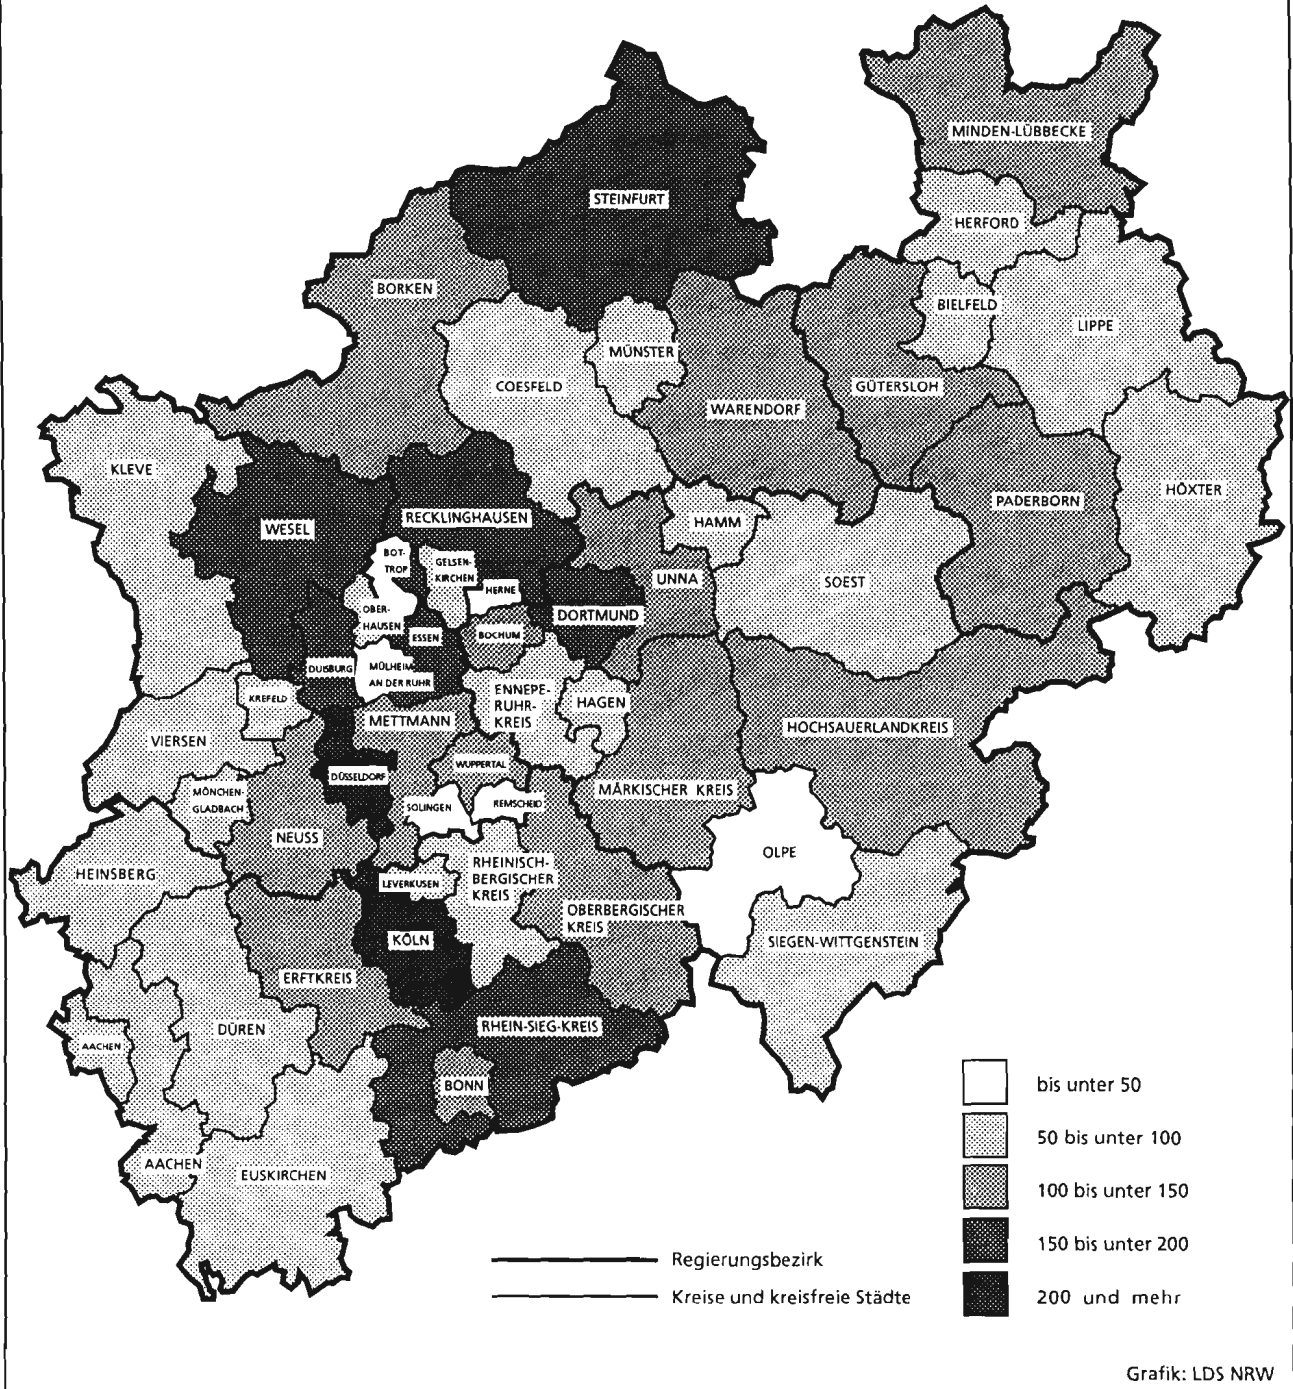 MINDEN-LÜBBECKE
STEINFURT
HERFORD
BORKEN
BIELFELD
LIPPE
MÜNSTER
COESFELD
GÜTERSLOH
WARENDORF
KLEVE
HÖXTER
PADERBORN
RECKLINGHAUSEN
WESEL
HAMM
BOT-
TROP
GELSEN-
KIRCHEN
UNNA
SOEST
HERNE
OBER-
HAUSEN
DORTMUND
ESSEN
BOCHUM
DUISBURG
MÜLHEIM
AN DER RUHR
KREFELD
ENNEPE-
RUHR-
KREIS
HAGEN
METTMANN
HOCHSAUERLANDKREIS
VIERSEN
WUPPERTAL
DÜSSELDORF
MÖNCHEN-
GLADBACH
MÄRKISCHER KREIS
SOLINGEN
REMSCHEID
NEUSS
OLPE
HEINSBERG
RHEINISCH-
BERGISCHER
KREIS
LEVERKUSEN
OBERBERGISCHER
KREIS
KÖLN
SIEGEN-WITTGENSTEIN
ERFTKREIS
DÜREN
RHEIN-SIEG-KREIS
AACHEN
BONN
AACHEN
EUSKIRCHEN
bis unter 50
50 bis unter 100
100 bis unter 150
150 bis unter 200
200 und mehr
Regierungsbezirk
Kreise und kreisfreie Städte
Grafik: LDS NRW